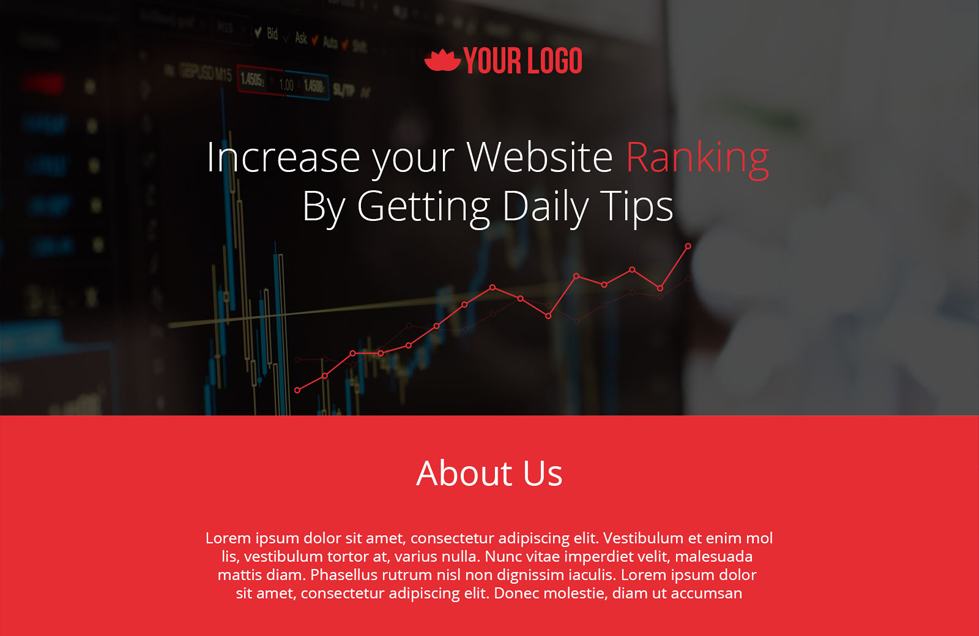 Bid Ask Auto Shift
GBPUSD M15 1.4505 1.00 1.4506 SL/TP
YOUR LOGO
Increase your Website Ranking
By Getting Daily Tips
About Us
Lorem ipsum dolor sit amet, consectetur adipiscing elit. Vestibulum et enim mol
lis, vestibulum tortor at, varius nulla. Nunc vitae imperdiet velit, malesuada
mattis diam. Phasellus rutrum nisl non dignissim iaculis. Lorem ipsum dolor
sit amet, consectetur adipiscing elit. Donec molestie, diam ut accumsan